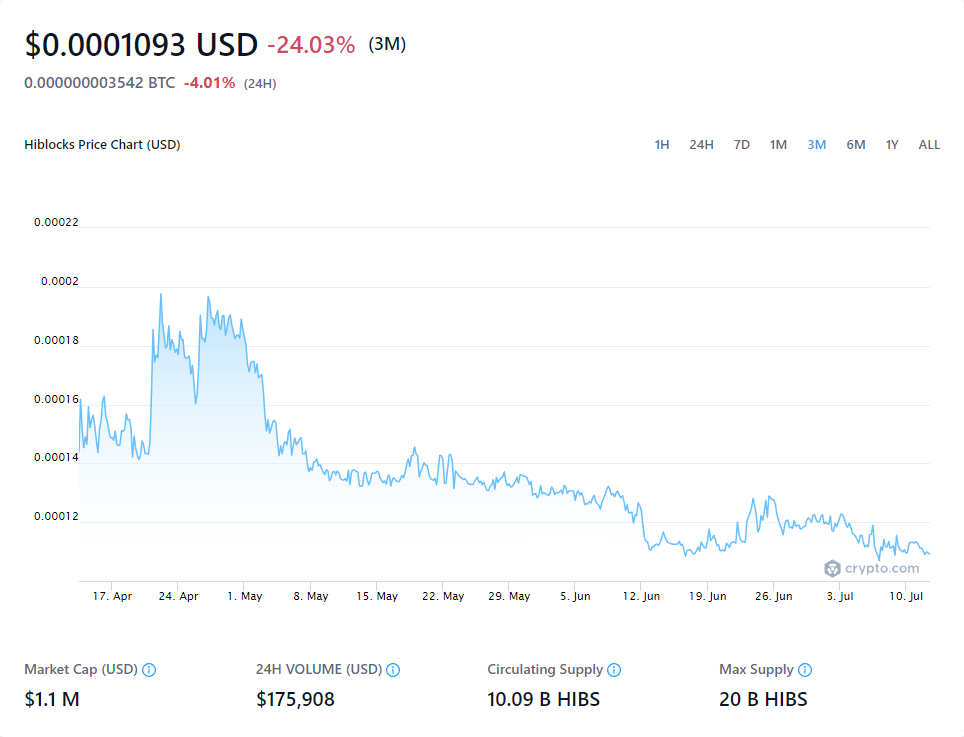 $0.0001093 USD -24.03% (3M)
0.000000003542 BTC -4.01% (24H)
Hiblocks Price Chart (USD) 1H 24H 7D 1M 3M 6M 1Y ALL
0.00022
0.0002
0.00018
0.00016
0.00014
0.00012
crypto.com
17. Apr 24. Apr 1. May 8. May 15. May 22. May 29. May 5. Jun 12. Jun 19. Jun 26. Jun 3. Jul 10. Jul
Market Cap (USD) 24H VOLUME (USD) Circulating Supply Max Supply
$1.1 M $175,908 10.09 B HIBS 20 B HIBS